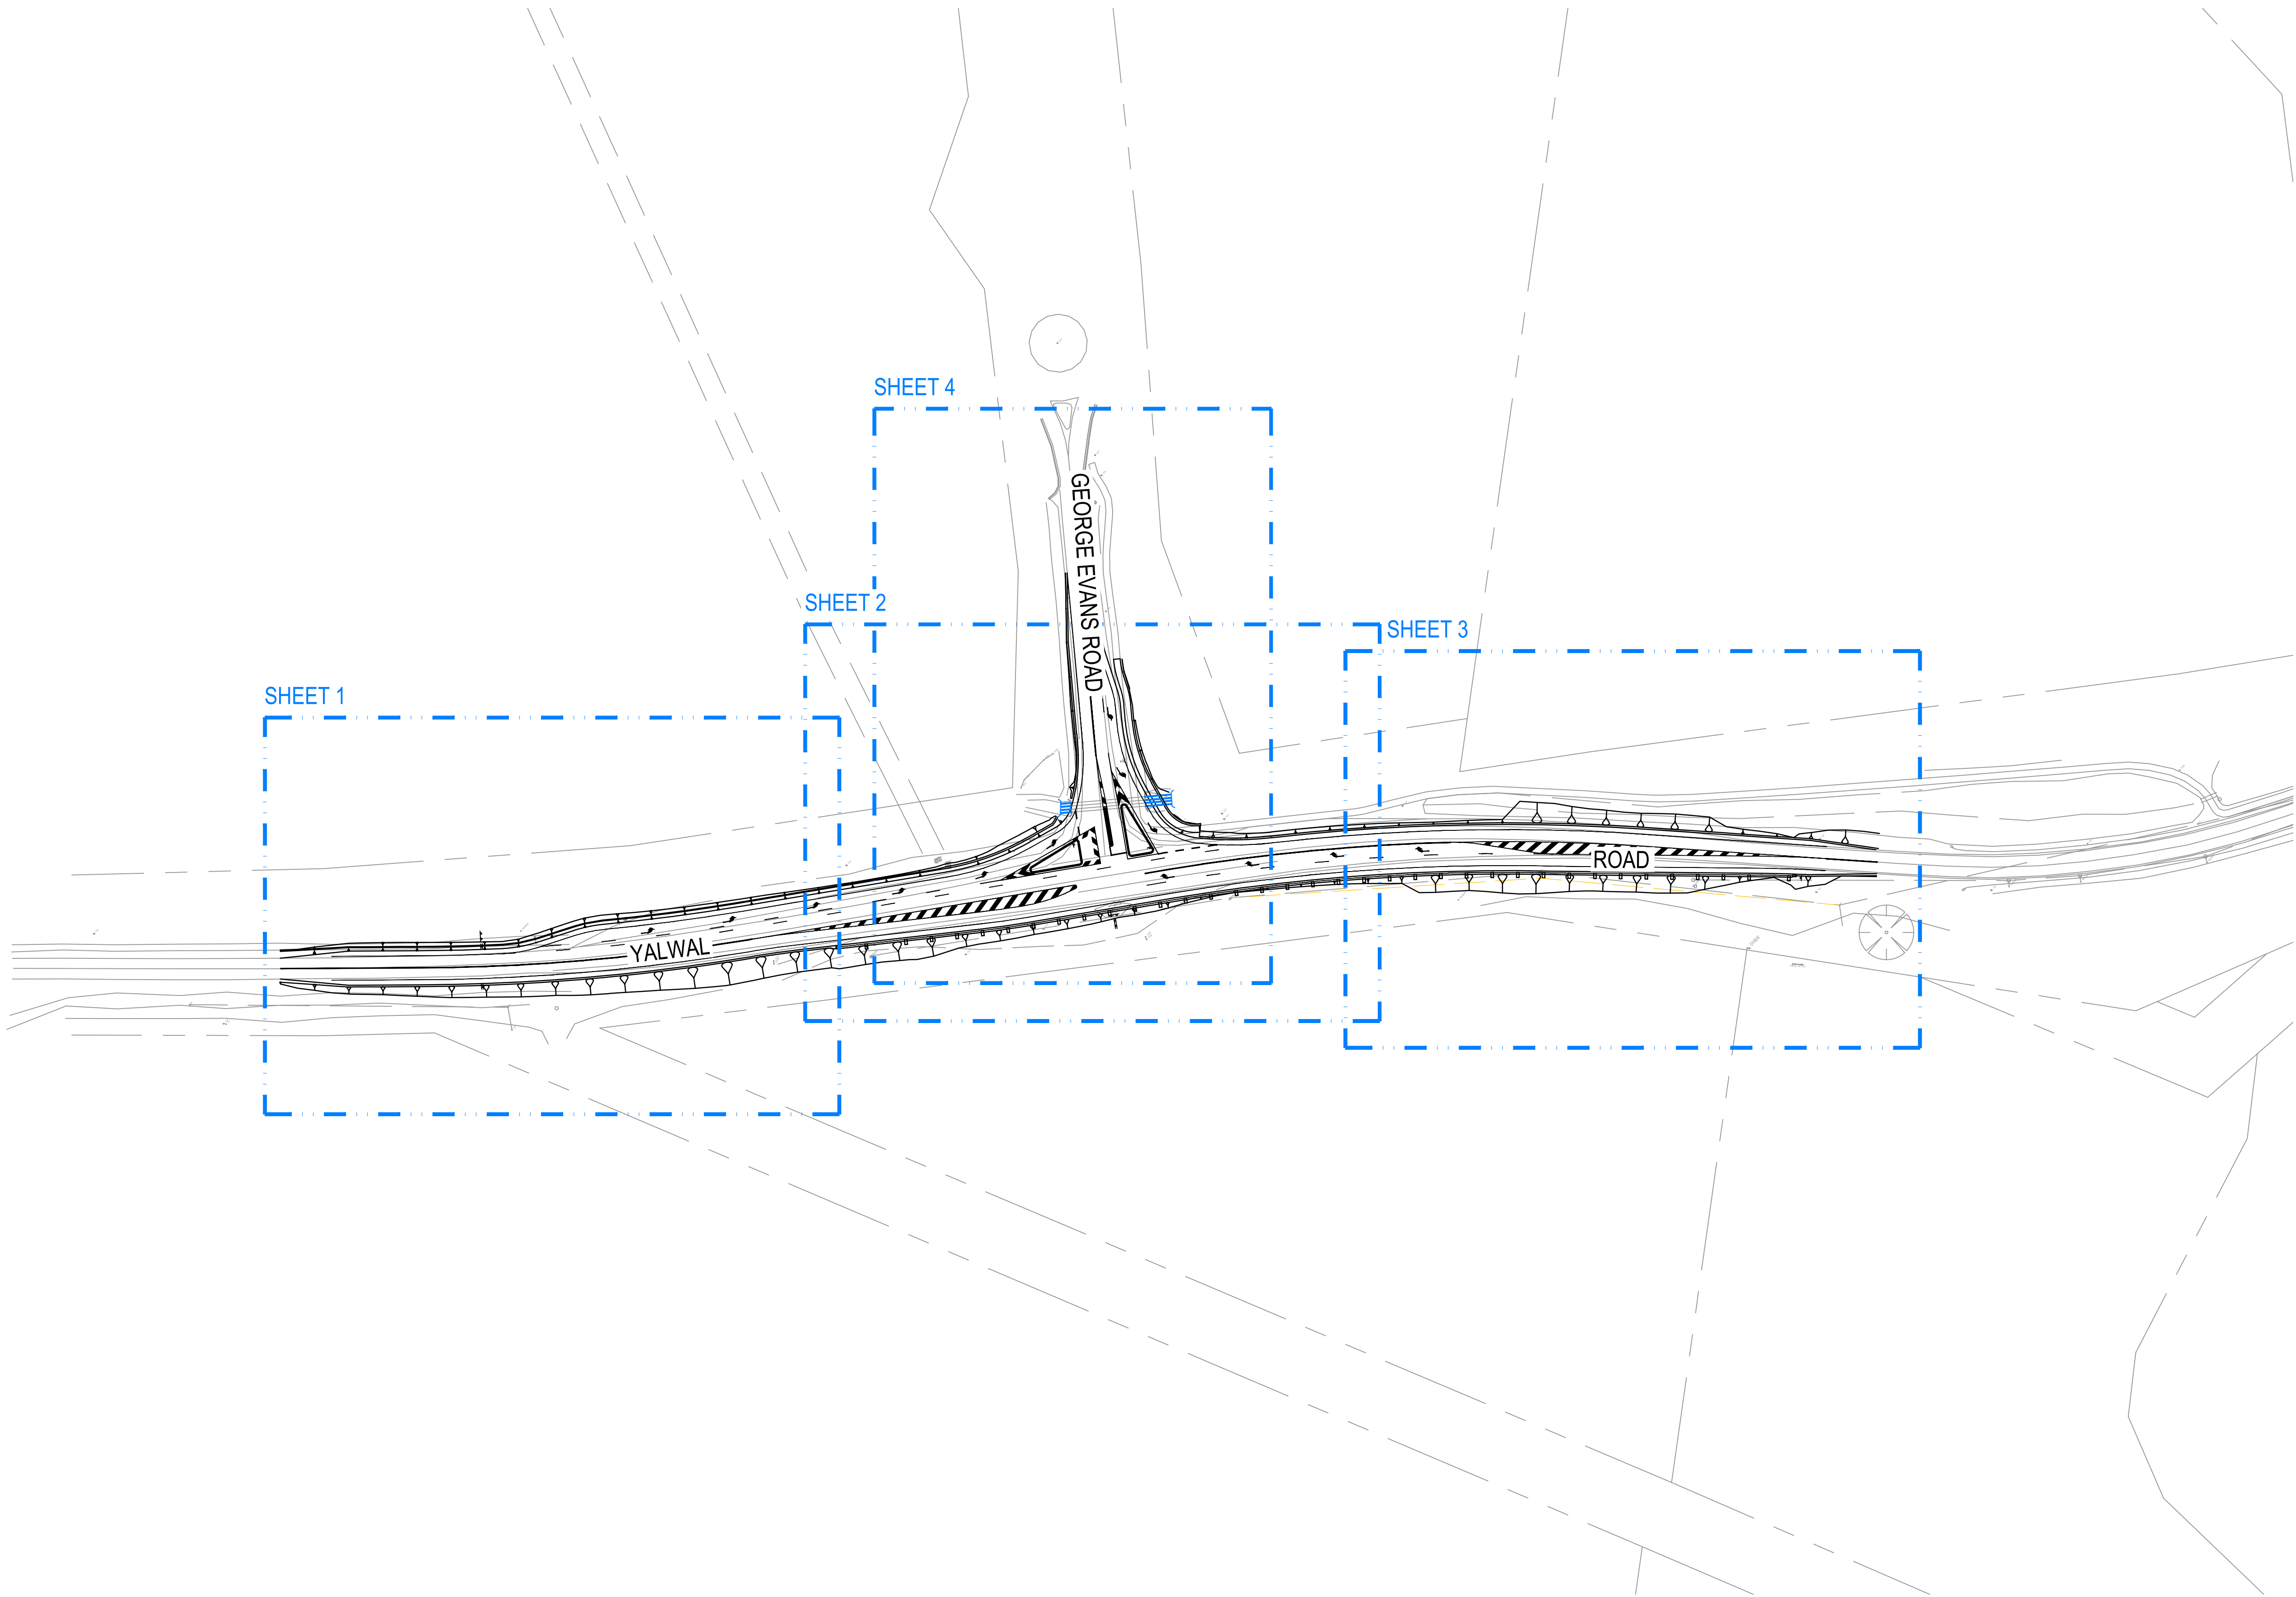 SHEET 4
GEORGE EVANS ROAD
SHEET 2
SHEET 3
SHEET 1
YALWAL
ROAD